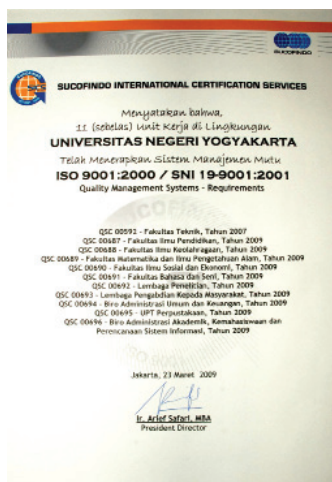 SUCOFINDO
SUCOFINDO INTERNATIONAL CERTIFICATION SERVICES
Menyatakan bahwa,
11 (sebelas) Unit Kerja di Lingkungan
UNIVERSITAS NEGERI YOGYAKARTA
Telah Menerapkan Sistem Manajemen Mutu
ISO 9001:2000 / SNI 19-9001:2001
Quality Management Systems - Requirements
QSC 00592 - Fakultas Teknik, Tahun 2007
QSC 00687 - Fakultas Ilmu Pendidikan, Tahun 2009
QSC 00688 - Fakultas Ilmu Keolahragaan, Tahun 2009
QSC 00689 - Fakultas Matematika dan Ilmu Pengetahuan Alam, Tahun 2009
QSC 00690 - Fakultas Ilmu Sosial dan Ekonomi, Tahun 2009
QSC 00691 - Fakultas Bahasa dan Seni, Tahun 2009
QSC 00692 - Lembaga Penelitian, Tahun 2009
QSC 00693 - Lembaga Pengabdian Kepada Masyarakat, Tahun 2009
QSC 00694 - Biro Administrasi Umum dan Keuangan, Tahun 2009
QSC 00695 - UPT Perpustakaan, Tahun 2009
QSC 00696 - Biro Administrasi Akademik, Kemahasiswaan dan
Perencanaan Sistem Informasi, Tahun 2009
Jakarta, 23 Maret 2009
Ir. Arief Safari, MBA
President Director